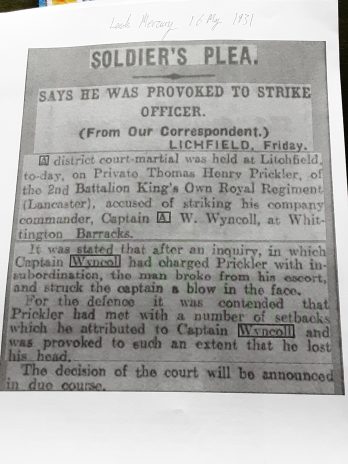 Leeds Mercury 16 May 1931
SOLDIER'S PLEA.
SAYS HE WAS PROVOKED TO STRIKE
OFFICER.
(From Our Correspondent.)
LICHFIELD, Friday.
A district court-martial was held at Litchfield,
to-day, on Private Thomas Henry Prickler, of
the 2nd Battalion King's Own Royal Regiment
(Lancaster), accused of striking his company
commander, Captain A. W. Wyncoll, at Whit-
tington Barracks.
It was stated that after an inquiry, in which
Captain Wyncoll had charged Prickler with in-
subordination, the man broke from his escort,
and struck the captain a blow in the face.
For the defence it was contended that
Prickler had met with a number of setbacks
which he attributed to Captain Wyncoll and
was provoked to such an extent that he lost
his head.
The decision of the court will be announced
in due course.